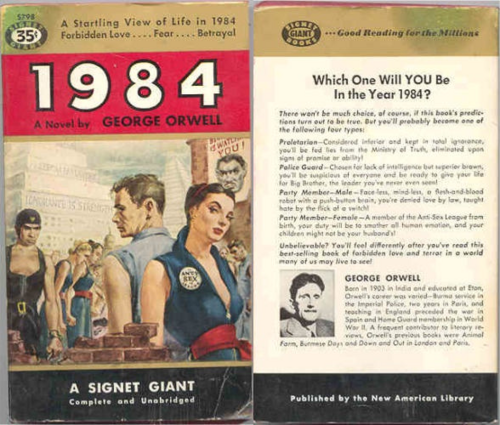 S798
SIGNET
GIANT
35¢
A Startling View of Life in 1984
Forbidden Love.... Fear.... Betrayal
1984
A Novel by GEORGE ORWELL
WATCHING
YOU!
IGNORANCE IS STRENGTH
ANTI
SEX
A SIGNET GIANT
Complete and Unabridged
SIGNET
GIANT
BOOKS
...Good Reading for the Millions
Which One Will YOU Be
In the Year 1984?
There won't be much choice, of course, if this book's predic-
tions turn out to be true. But you'll probably become one of
the following four types:
Proletarian—Considered inferior and kept in total ignorance,
you'll be fed lies from the Ministry of Truth, eliminated upon
signs of promise or ability!
Police Guard—Chosen for lack of intelligence but superior brawn,
you'll be suspicious of everyone and be ready to give your life
for Big Brother, the leader you've never even seen!
Party Member—Male—Face-less, mind-less, a flesh-and-blood
robot with a push-button brain, you're denied love by law, taught
hate by the flick of a switch!
Party Member—Female—A member of the Anti-Sex League from
birth, your duty will be to smother all human emotion, and your
children might not be your husband's!
Unbelievable? You'll feel differently after you've read this
best-selling book of forbidden love and terror in a world
many of us may live to see!
GEORGE ORWELL
Born in 1903 in India and educated at Eton,
Orwell's career was varied—Burma service in
the Imperial Police, two years in Paris, and
teaching in England preceded the war in
Spain and Home Guard membership in World
War II. A frequent contributor to literary re-
views, Orwell's previous books were Animal
Farm, Burmese Days and Down and Out in London and Paris.
Published by the New American Library